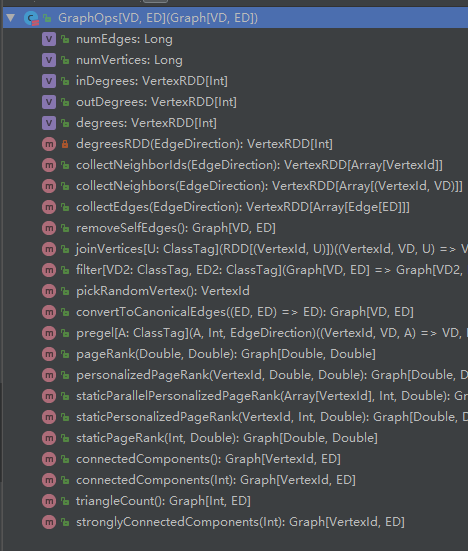 GraphOps[VD, ED](Graph[VD, ED])
numEdges: Long
numVertices: Long
inDegrees: VertexRDD[Int]
outDegrees: VertexRDD[Int]
degrees: VertexRDD[Int]
degreesRDD(EdgeDirection): VertexRDD[Int]
collectNeighborIds(EdgeDirection): VertexRDD[Array[VertexId]]
collectNeighbors(EdgeDirection): VertexRDD[Array[(VertexId, VD)]]
collectEdges(EdgeDirection): VertexRDD[Array[Edge[ED]]]
removeSelfEdges(): Graph[VD, ED]
joinVertices[U: ClassTag](RDD[(VertexId, U)])((VertexId, VD, U) => V
filter[VD2: ClassTag, ED2: ClassTag](Graph[VD, ED] => Graph[VD2,
pickRandomVertex(): VertexId
convertToCanonicalEdges((ED, ED) => ED): Graph[VD, ED]
pregel[A: ClassTag](A, Int, EdgeDirection)((VertexId, VD, A) => VD,
pageRank(Double, Double): Graph[Double, Double]
personalizedPageRank(VertexId, Double, Double): Graph[Double, D
staticParallelPersonalizedPageRank(Array[VertexId], Int, Double): Gra
staticPersonalizedPageRank(VertexId, Int, Double): Graph[Double, D
staticPageRank(Int, Double): Graph[Double, Double]
connectedComponents(): Graph[VertexId, ED]
connectedComponents(Int): Graph[VertexId, ED]
triangleCount(): Graph[Int, ED]
stronglyConnectedComponents(Int): Graph[VertexId, ED]